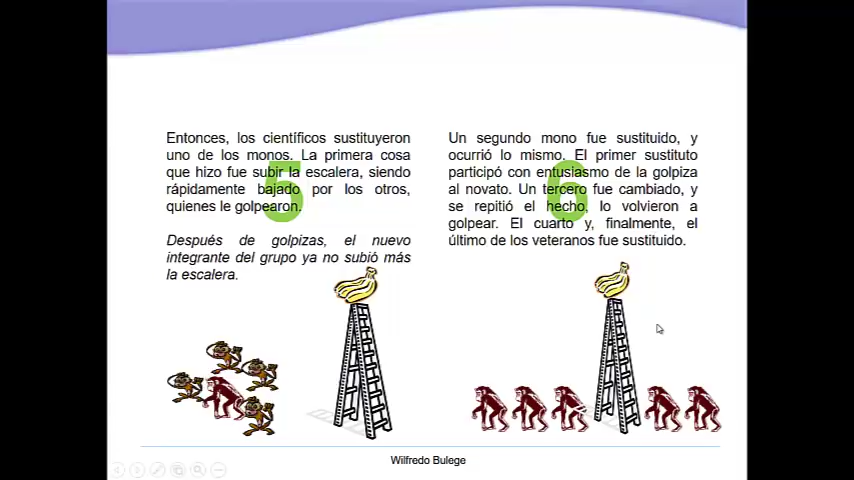 Entonces, los científicos sustituyeron
uno de los monos. La primera cosa
que hizo fue subir la escalera, siendo
rápidamente bajado por los otros,
quienes le golpearon.
5
Después de golpizas, el nuevo
integrante del grupo ya no subió más
la escalera.
Un segundo mono fue sustituido, y
ocurrió lo mismo. El primer sustituto
participó con entusiasmo de la golpiza
al novato. Un tercero fue cambiado, y
se repitió el hecho, lo volvieron a
golpear. El cuarto y, finalmente, el
último de los veteranos fue sustituido.
6
Wilfredo Bulege